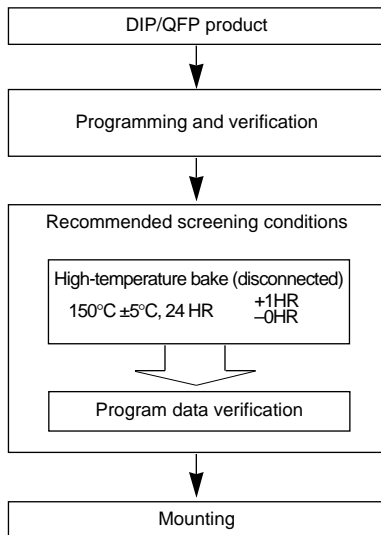 DIP/QFP product
Programming and verification
Recommended screening conditions
High-temperature bake (disconnected)
150°C ±5°C, 24 HR +1HR
–0HR
Program data verification
Mounting